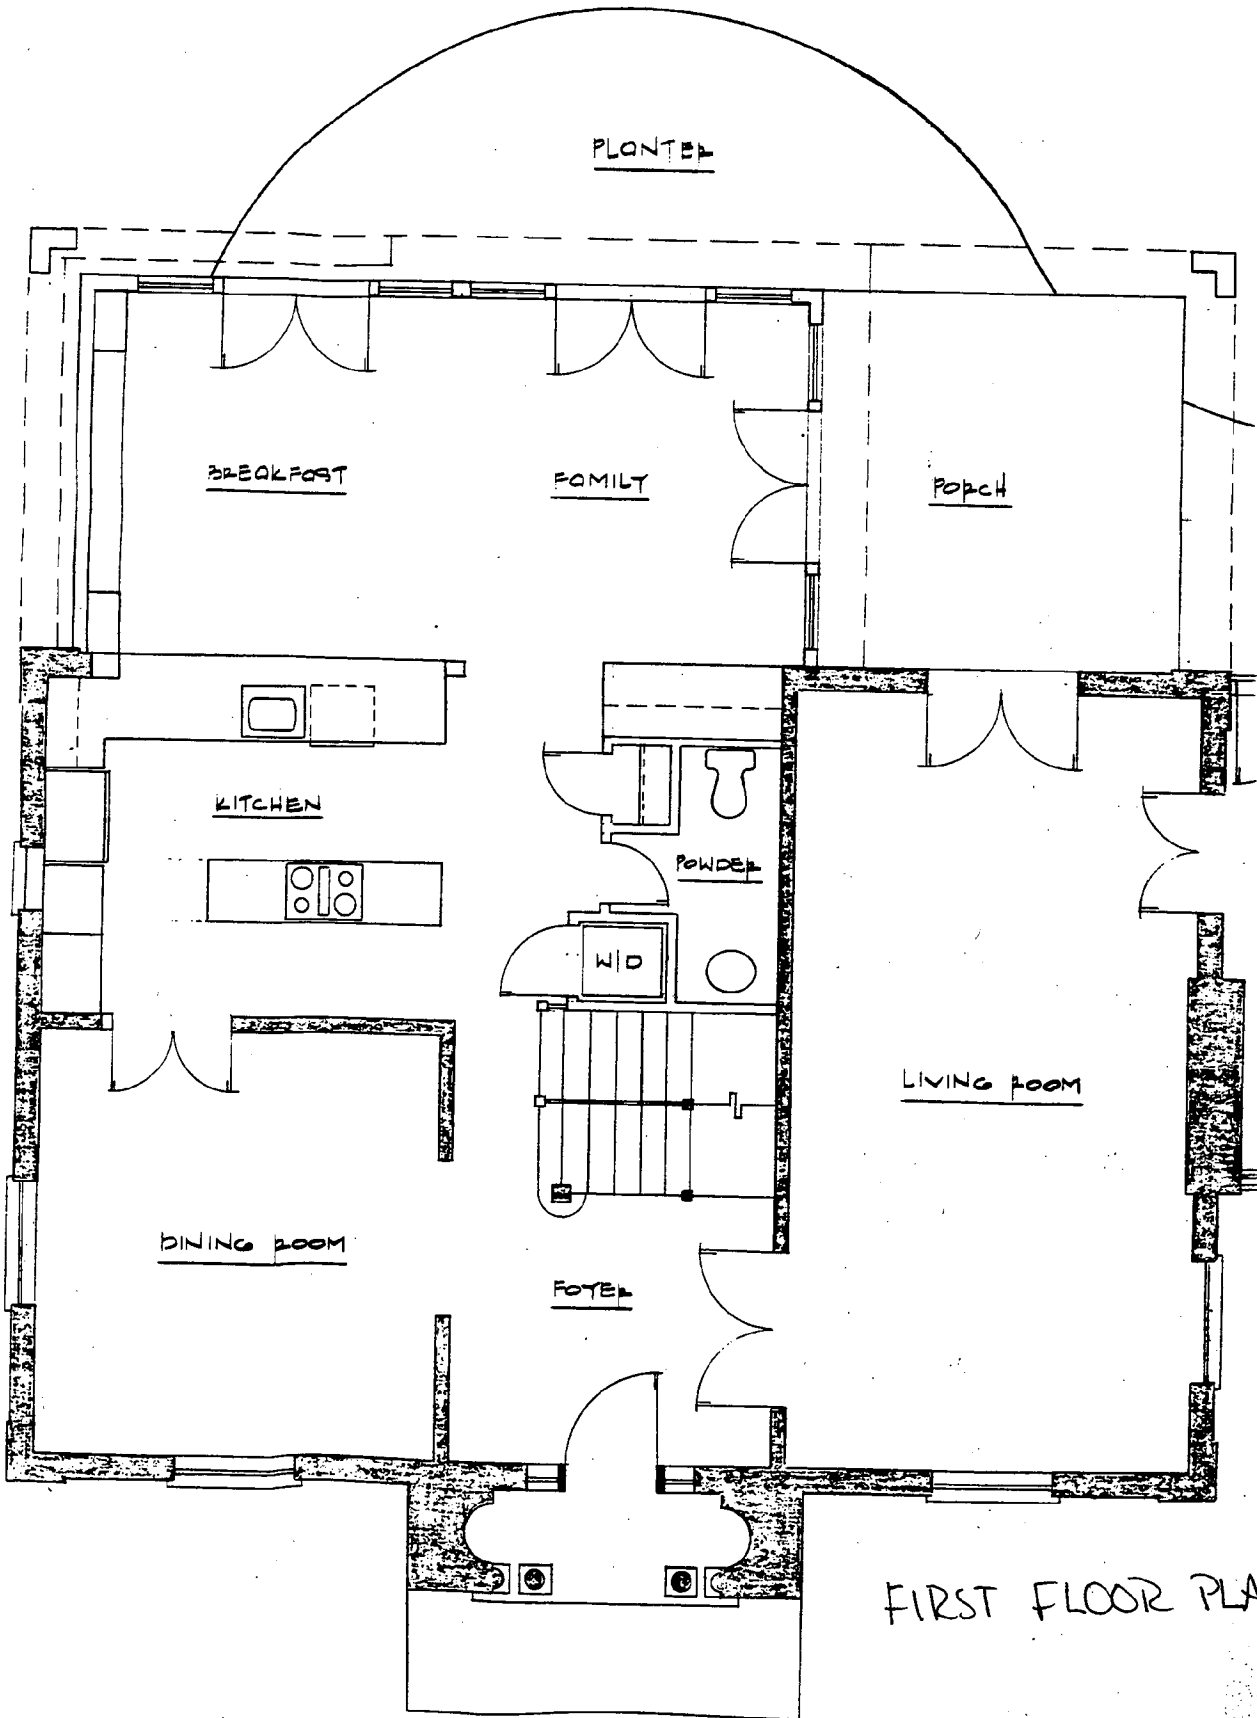 PLANTER
BREAKFAST
FAMILY
PORCH
KITCHEN
POWDER
W/D
LIVING ROOM
DINING ROOM
FOYER
FIRST FLOOR PLA